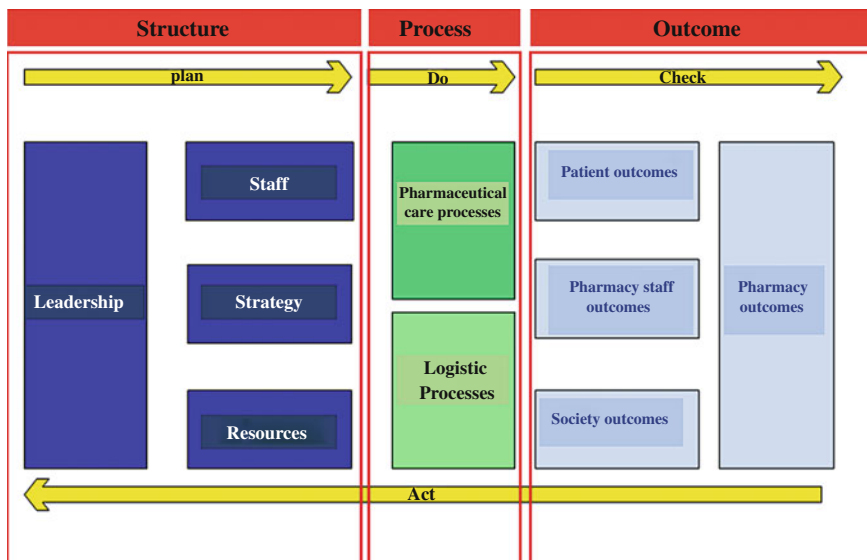 Structure
Process
Outcome
plan
Do
Check
Leadership
Staff
Strategy
Resources
Pharmaceutical
care processes
Logistic
Processes
Patient outcomes
Pharmacy staff
outcomes
Society outcomes
Pharmacy
outcomes
Act